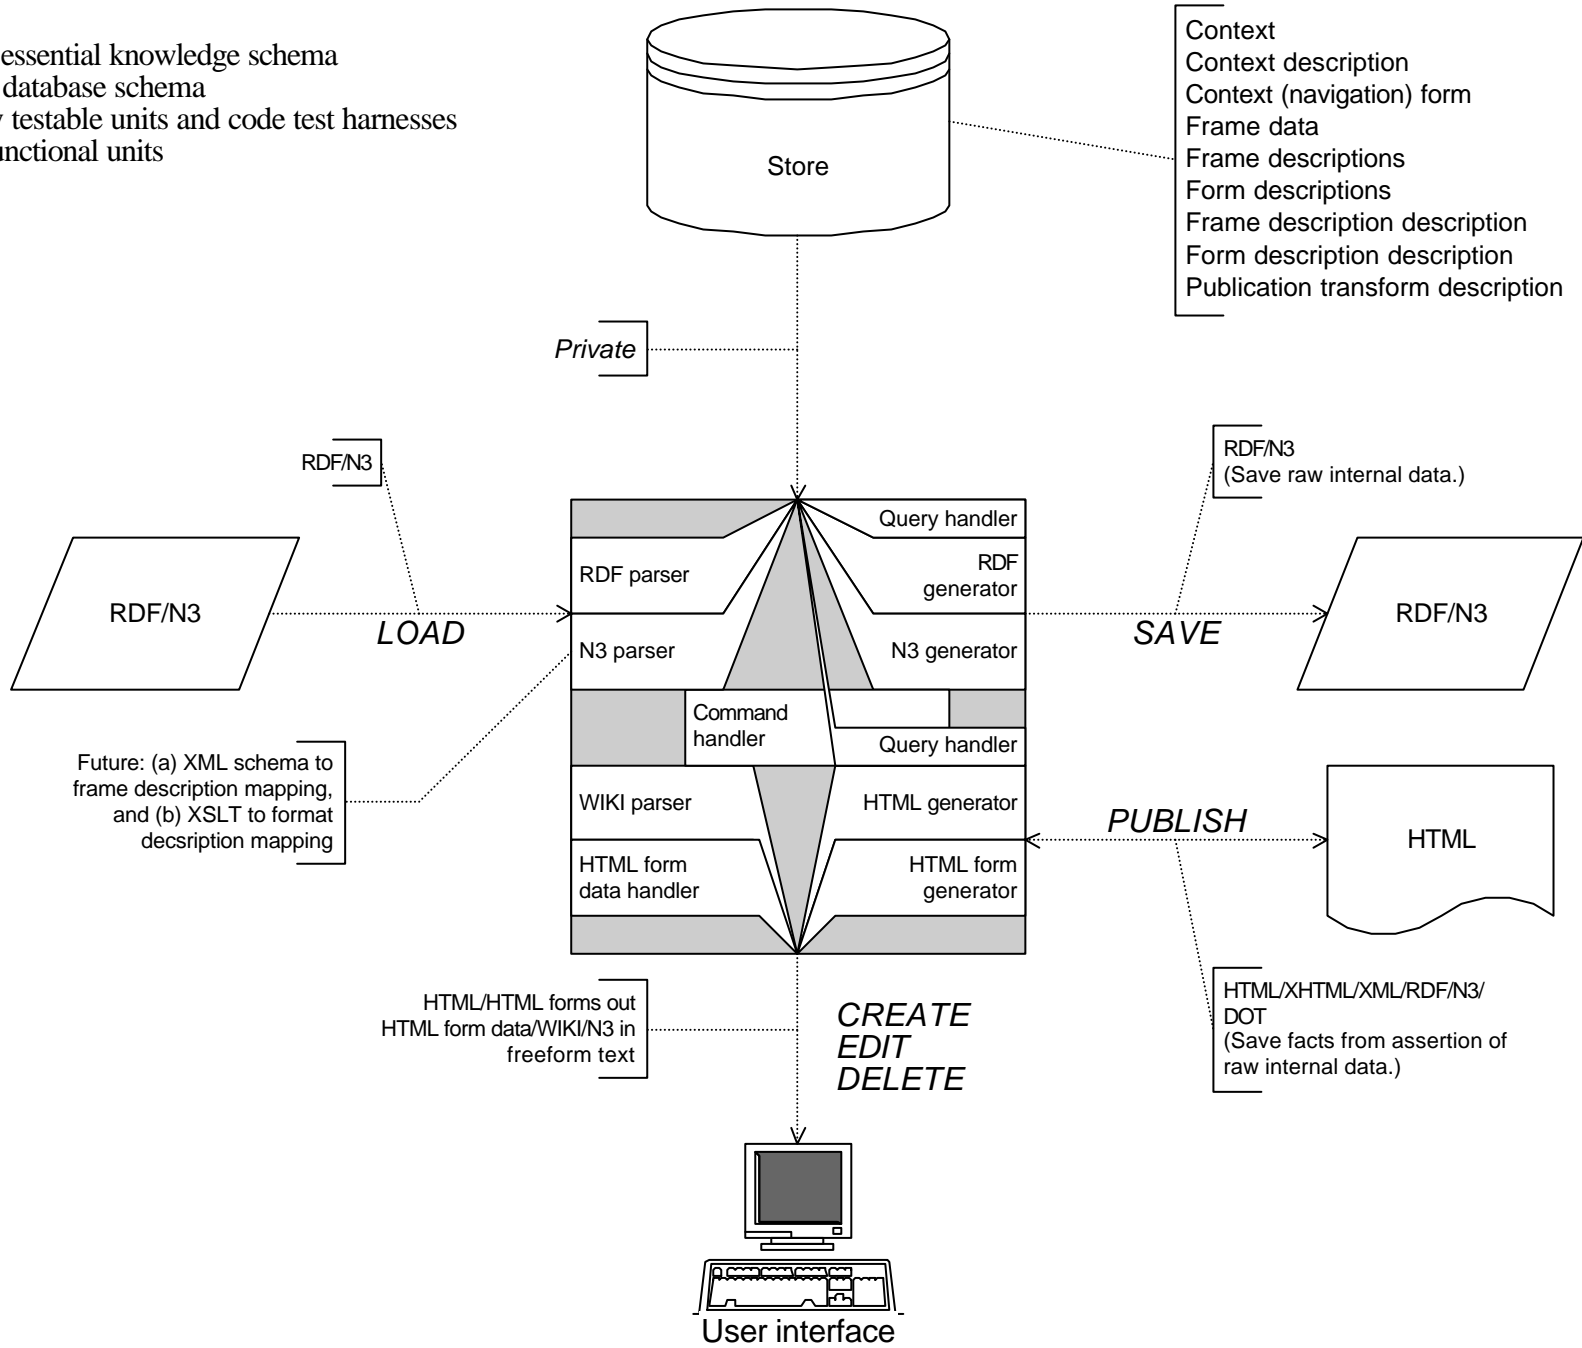 essential knowledge schema
database schema
testable units and code test harnesses
unctional units
Store
Context
Context description
Context (navigation) form
Frame data
Frame descriptions
Form descriptions
Frame description description
Form description description
Publication transform description
Private
RDF/N3
RDF/N3
(Save raw internal data.)
RDF/N3
LOAD
Query handler
RDF parser
RDF
generator
N3 parser
N3 generator
Command
handler
Query handler
WIKI parser
HTML generator
HTML form
data handler
HTML form
generator
SAVE
RDF/N3
Future: (a) XML schema to
frame description mapping,
and (b) XSLT to format
decsription mapping
PUBLISH
HTML
HTML/HTML forms out
HTML form data/WIKI/N3 in
freeform text
CREATE
EDIT
DELETE
HTML/XHTML/XML/RDF/N3/
DOT
(Save facts from assertion of
raw internal data.)
User interface